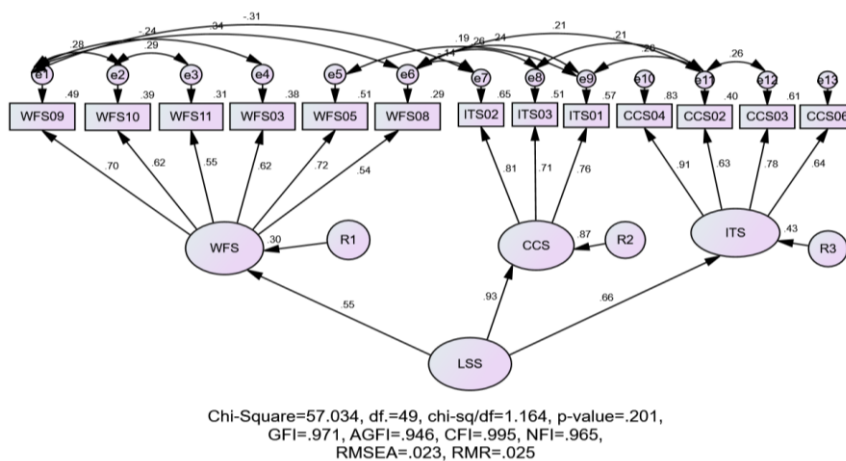 -.31
-.24 .34 .21
.28 .29 -.14 .19 .26 .24 .21 .26 .26
e1 e2 e3 e4 e5 e6 e7 e8 e9 e10 e11 e12 e13
.49 .39 .31 .38 .51 .29 .65 .51 .57 .83 .40 .61
WFS09 WFS10 WFS11 WFS03 WFS05 WFS08 ITS02 ITS03 ITS01 CCS04 CCS02 CCS03 CCS06
.70 .62 .55 .62 .72 .54 .81 .71 .76 .91 .63 .78 .64
WFS .30 R1 CCS .87 R2 ITS .43 R3
.55 .93 .66
LSS
Chi-Square=57.034, df.=49, chi-sq/df=1.164, p-value=.201,
GFI=.971, AGFI=.946, CFI=.995, NFI=.965,
RMSEA=.023, RMR=.025